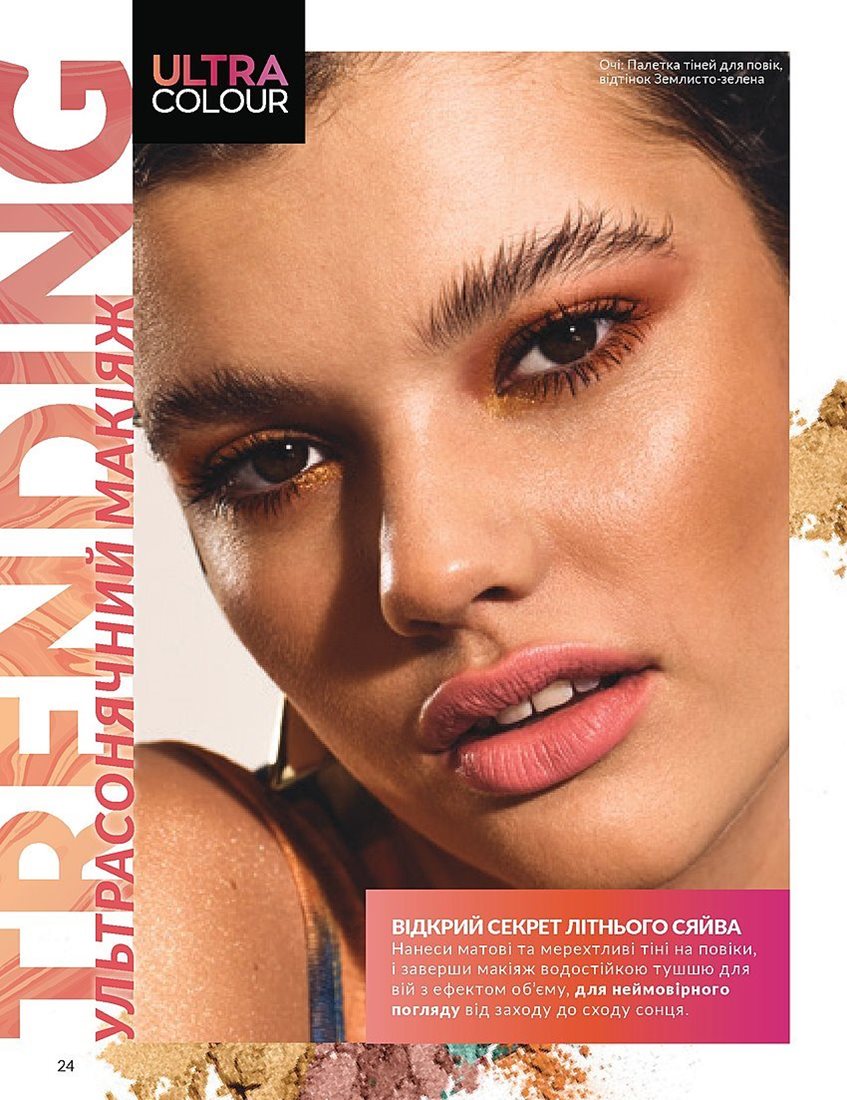 ULTRA
COLOUR
Очі: Палетка тіней для повік,
відтінок Землисто-зелена
TRENDING
УЛЬТРАСОНЯЧНИЙ МАКІЯЖ
ВІДКРИЙ СЕКРЕТ ЛІТНЬОГО СЯЙВА
Нанеси матові та мерехтливі тіні на повіки,
і заверши макіяж водостійкою тушшю для
вій з ефектом об'єму, для неймовірного
погляду від заходу до сходу сонця.
24